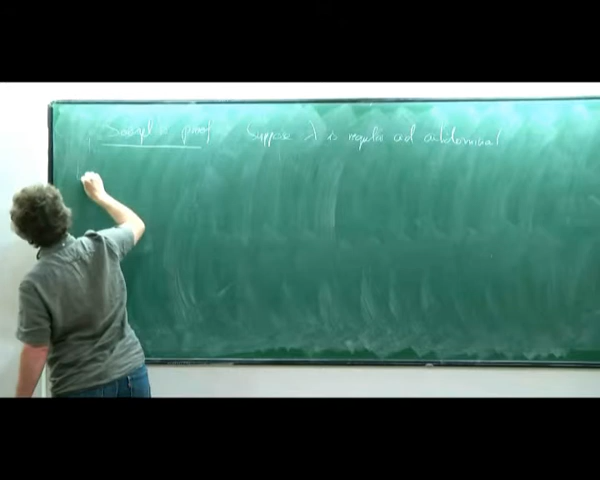 Soergel's proof Suppose λ is regular and antidominant